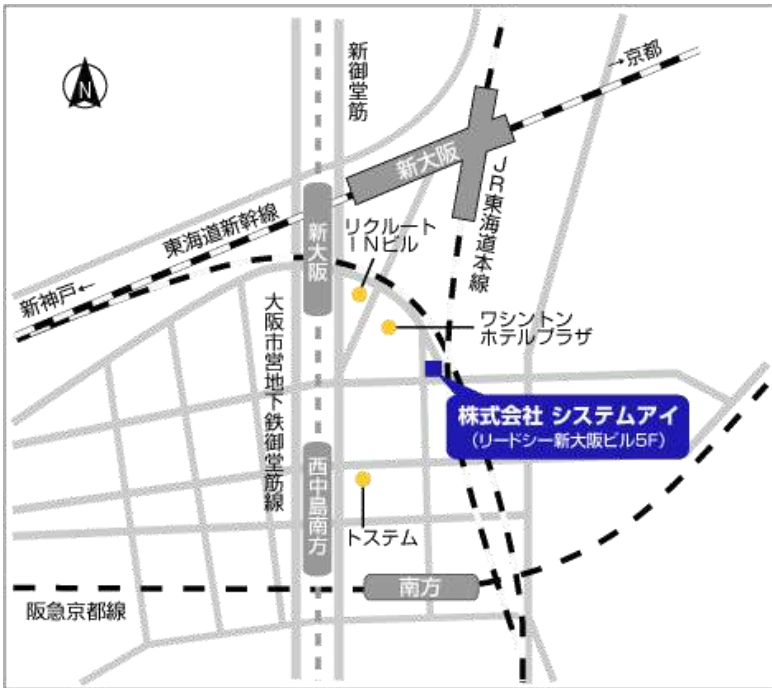 N
新御堂筋
→京都
新大阪
JR東海道本線
東海道新幹線
新大阪
リクルート
INビル
新神戸←
ワシントン
ホテルプラザ
大阪市営地下鉄御堂筋線
株式会社 システムアイ
(リードシー新大阪ビル5F)
西中島南方
トステム
南方
阪急京都線